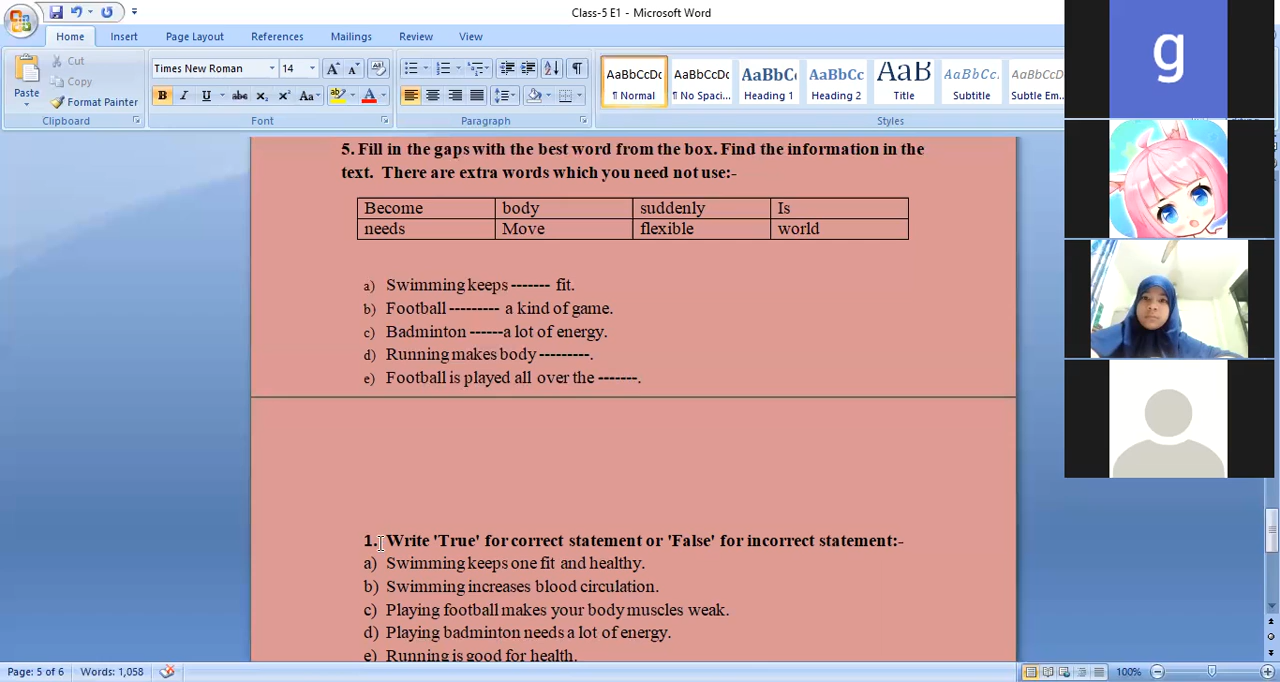 Class-5 E1 - Microsoft Word
Home Insert Page Layout References Mailings Review View
Paste
Cut
Copy
Format Painter
Clipboard
Times New Roman 14
Font
Paragraph
AaBbCcDc AaBbCcDc AaBbCc AaBbCc AaB AaBbCc. AaBbCcDc
¶ Normal ¶ No Spaci... Heading 1 Heading 2 Title Subtitle Subtle Em...
Styles
g
5. Fill in the gaps with the best word from the box. Find the information in the
text. There are extra words which you need not use:-
Become body suddenly Is
needs Move flexible world
a) Swimming keeps ------- fit.
b) Football --------- a kind of game.
c) Badminton ------a lot of energy.
d) Running makes body ---------.
e) Football is played all over the -------.
1. Write 'True' for correct statement or 'False' for incorrect statement:-
a) Swimming keeps one fit and healthy.
b) Swimming increases blood circulation.
c) Playing football makes your body muscles weak.
d) Playing badminton needs a lot of energy.
e) Running is good for health.
Page: 5 of 6 Words: 1,058 100%